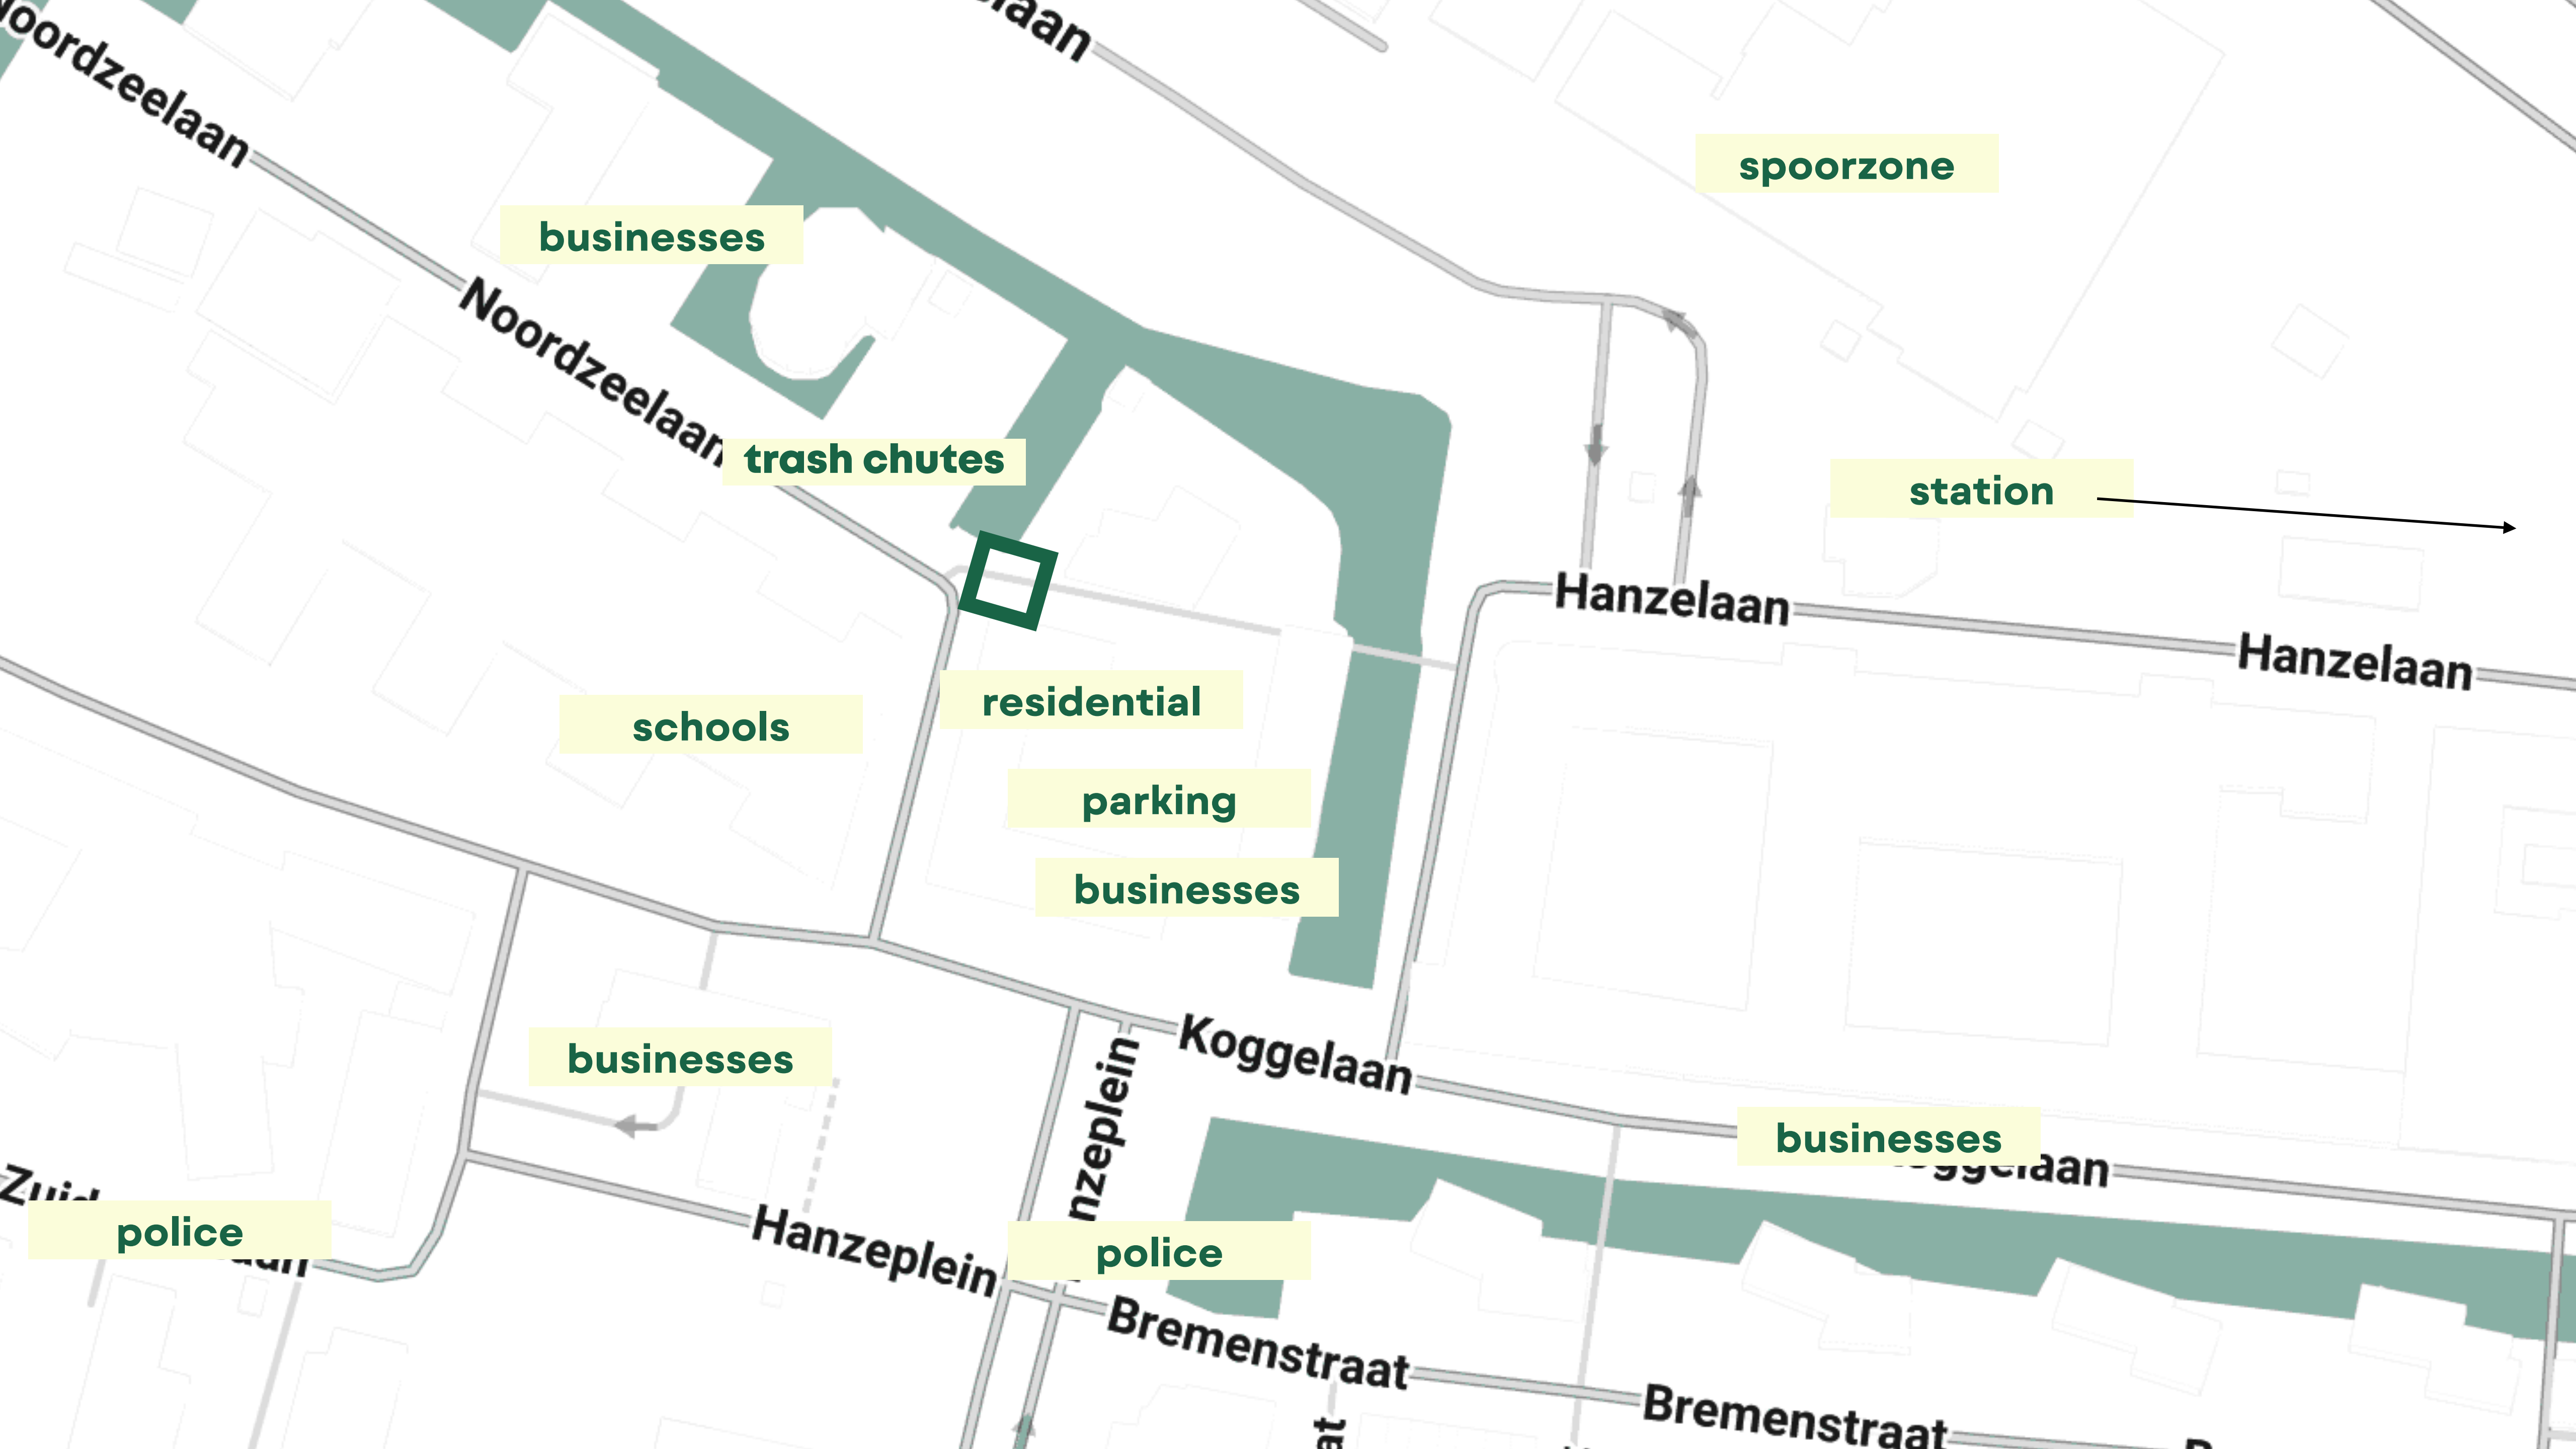 Noordzeelaan
spoorzone
businesses
Noordzeelaan
trash chutes
station
Hanzelaan
Hanzelaan
residential
schools
parking
businesses
Koggelaan
businesses
businesses
police
Hanzeplein
police
Bremenstraat
Bremenstraat